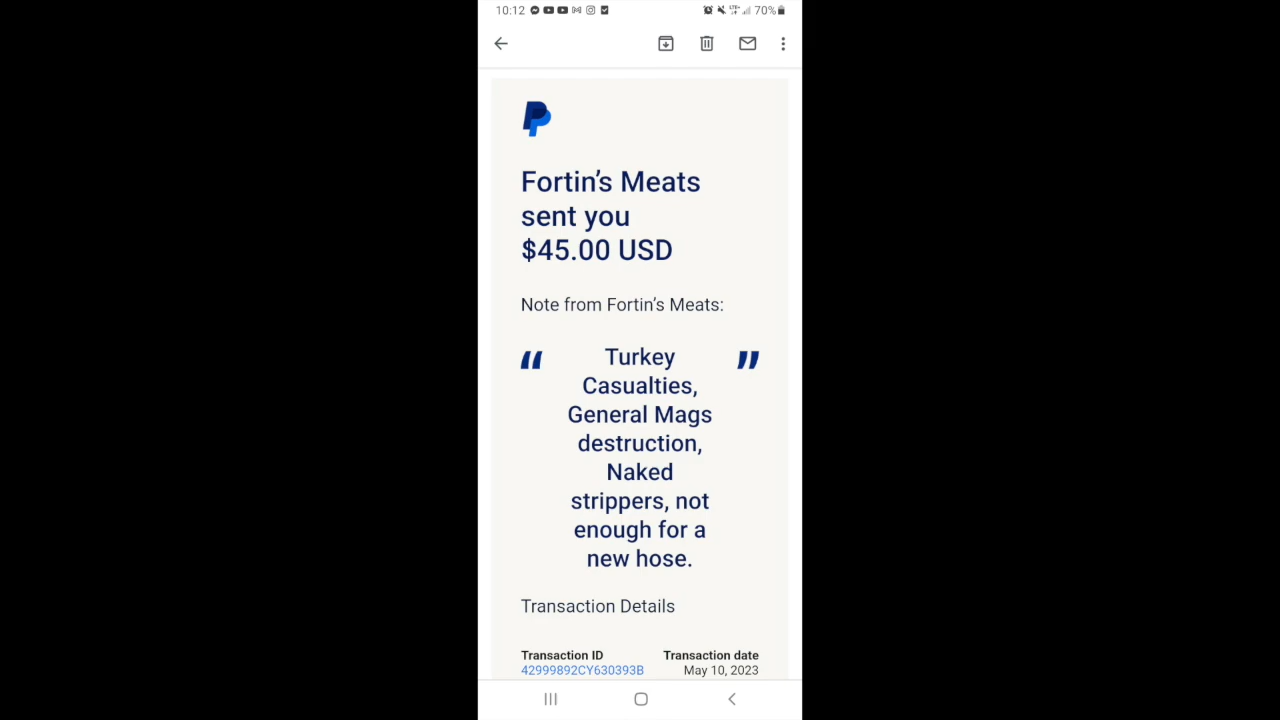 10:12 70%
Fortin's Meats
sent you
$45.00 USD
Note from Fortin's Meats:
“ Turkey ”
Casualties,
General Mags
destruction,
Naked
strippers, not
enough for a
new hose.
Transaction Details
Transaction ID Transaction date
42999892CY630393B May 10, 2023